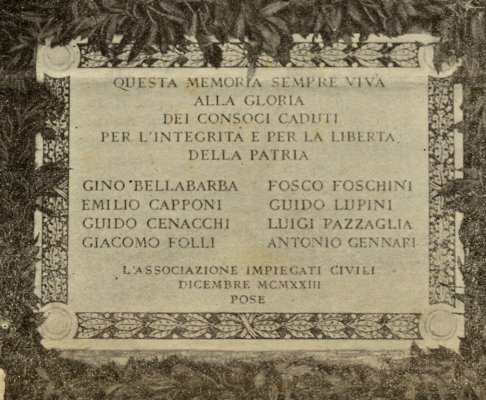 QUESTA MEMORIA SEMPRE VIVA
ALLA GLORIA
DEI CONSOCI CADUTI
PER L'INTEGRITÀ E PER LA LIBERTÀ
DELLA PATRIA
GINO BELLABARBA FOSCO FOSCHINI
EMILIO CAPPONI GUIDO LUPINI
GUIDO CENACCHI LUIGI PAZZAGLIA
GIACOMO FOLLI ANTONIO GENNARI
L'ASSOCIAZIONE IMPIEGATI CIVILI
DICEMBRE MCMXXIII
POSE